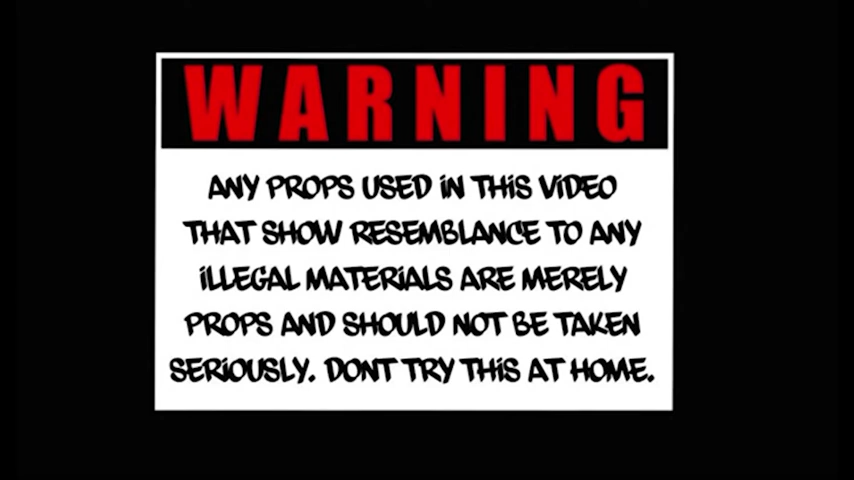 WARNING
ANY PROPS USED IN THIS VIDEO
THAT SHOW RESEMBLANCE TO ANY
ILLEGAL MATERIALS ARE MERELY
PROPS AND SHOULD NOT BE TAKEN
SERIOUSLY. DONT TRY THIS AT HOME.